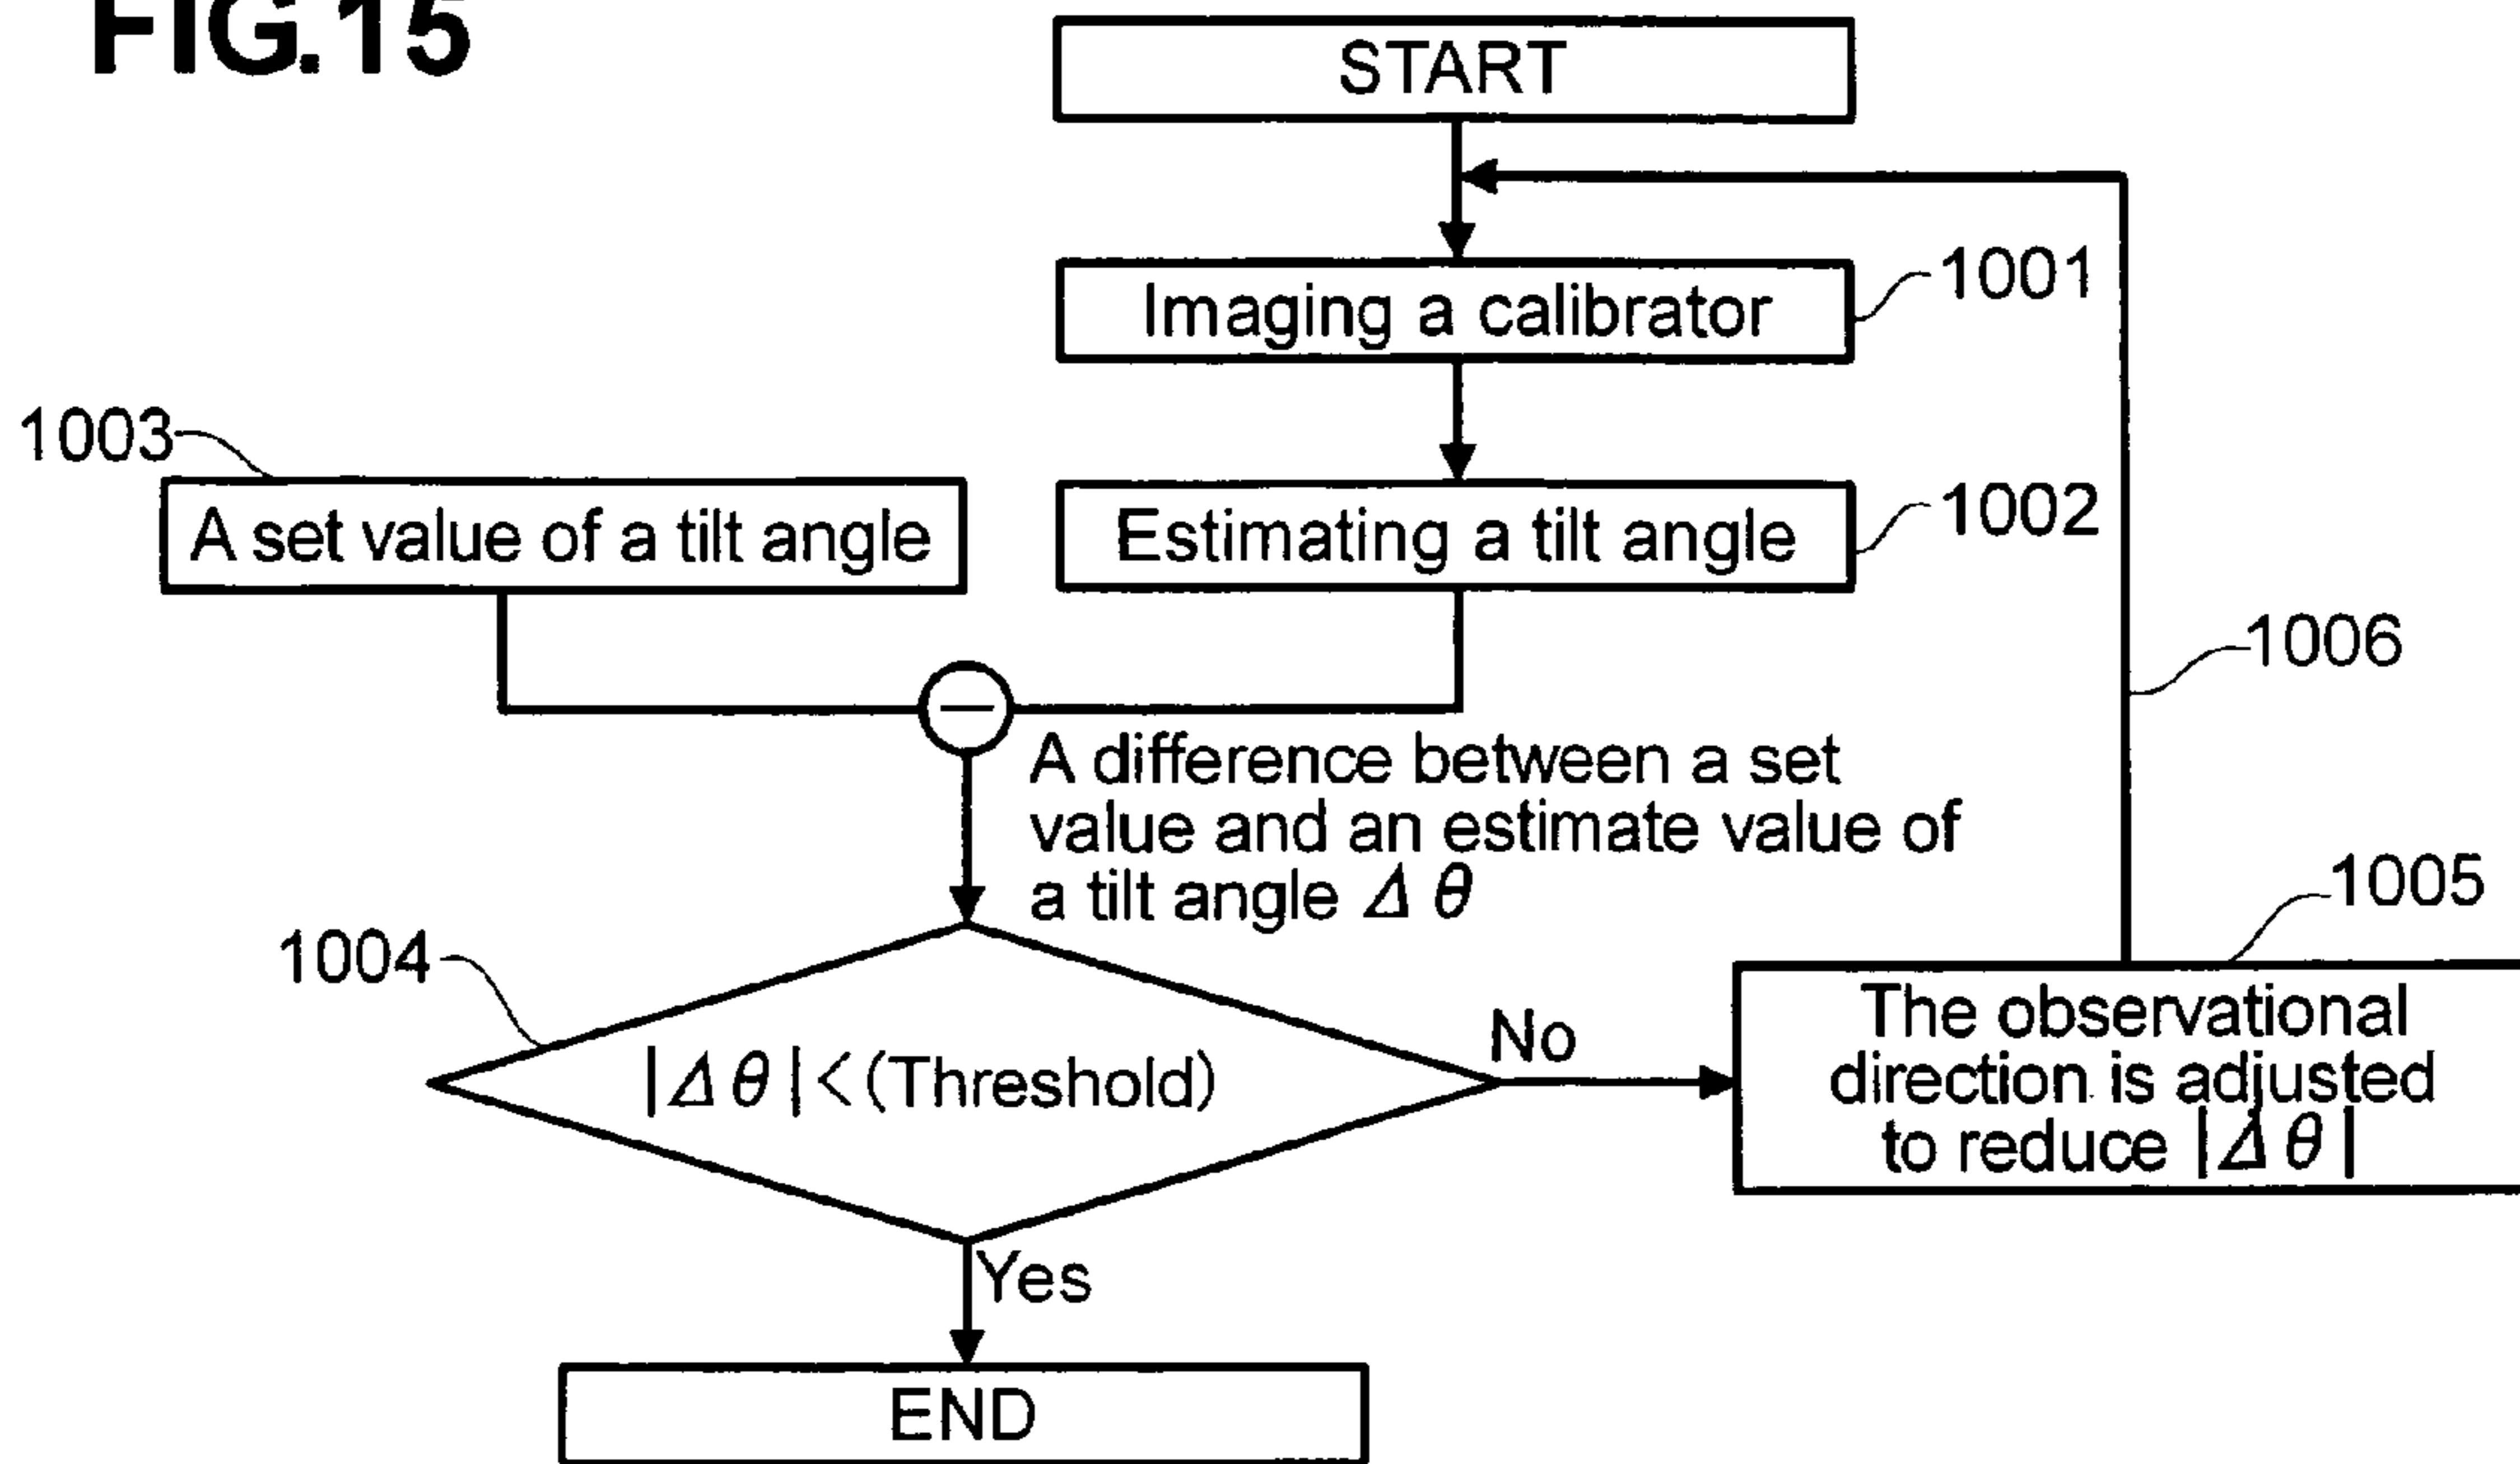 FIG.15
START
Imaging a calibrator
1001
1003
A set value of a tilt angle
Estimating a tilt angle
1002
1006
−
A difference between a set
value and an estimate value of
a tilt angle Δθ
1004
|Δθ|<(Threshold)
No
1005
The observational
direction is adjusted
to reduce |Δθ|
Yes
END